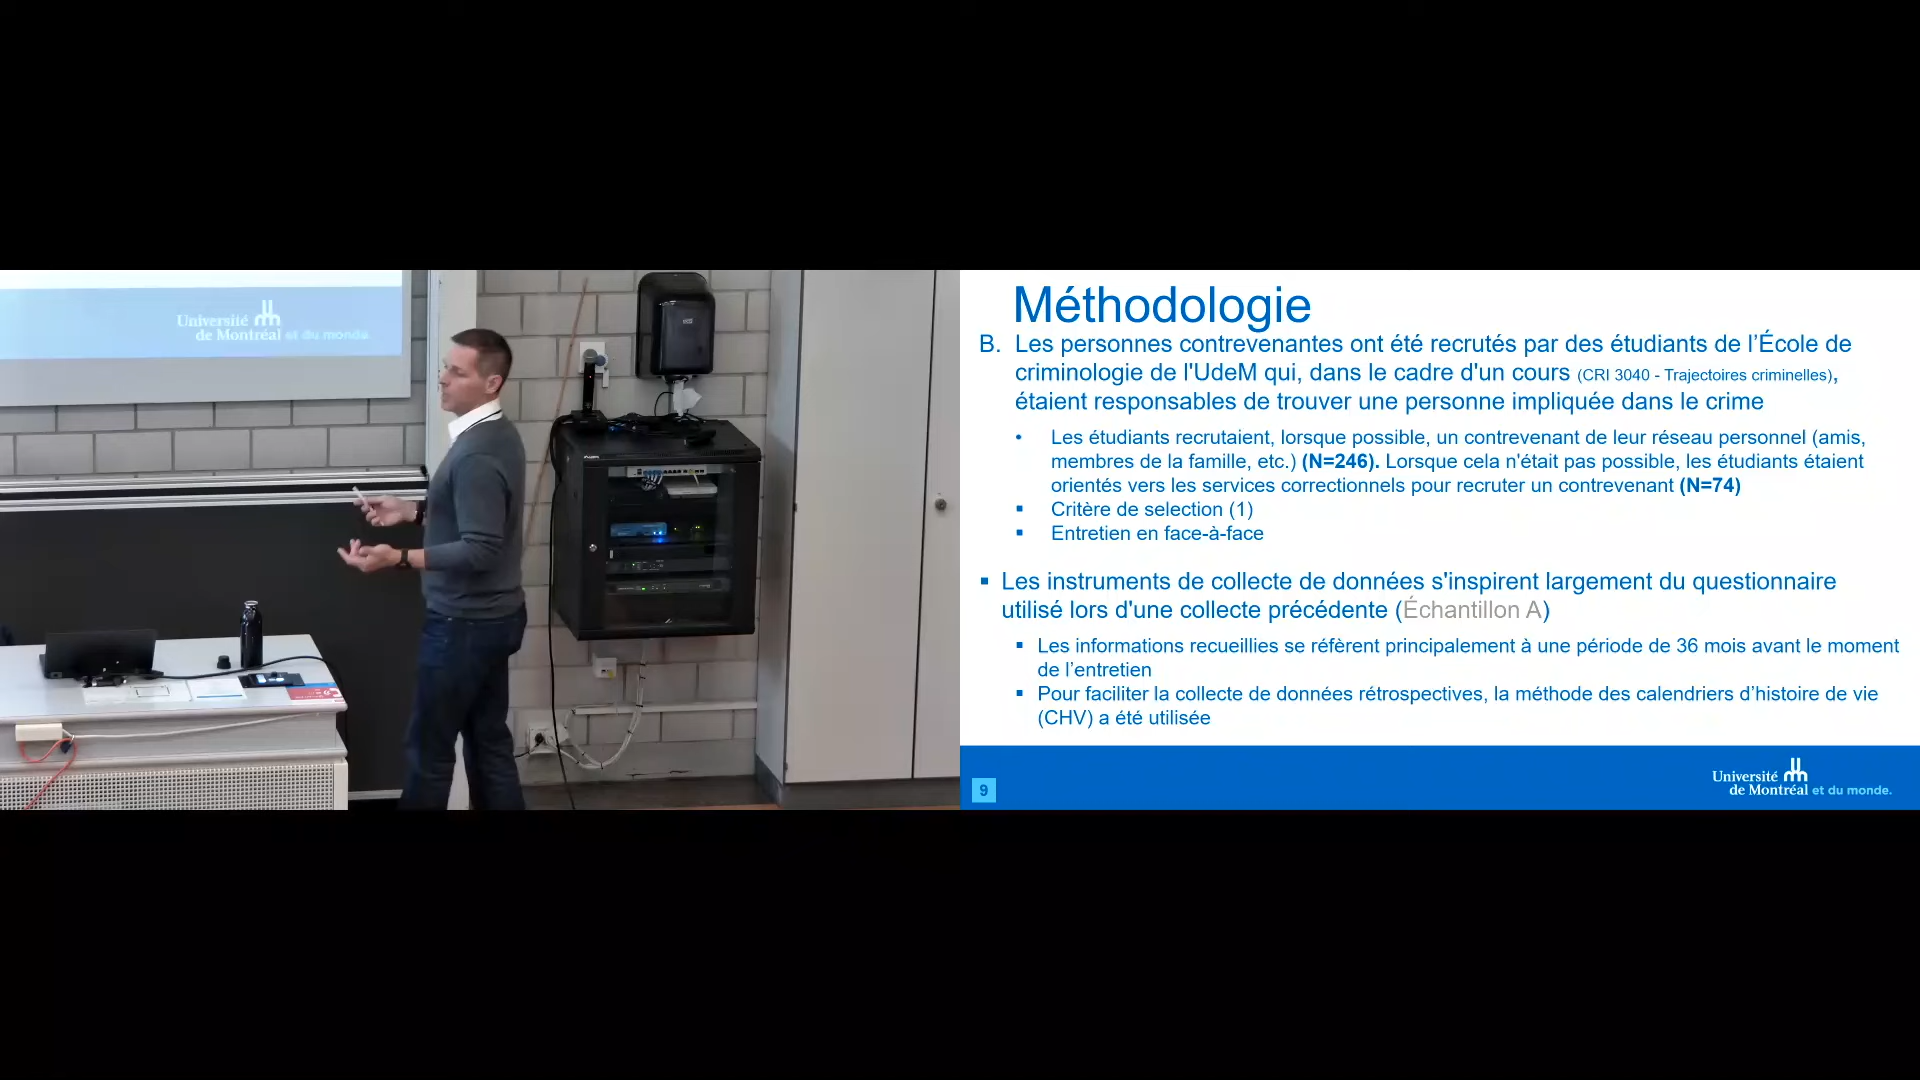 Université
de Montréal et du monde.
Méthodologie
B. Les personnes contrevenantes ont été recrutés par des étudiants de l’École de
criminologie de l'UdeM qui, dans le cadre d'un cours (CRI 3040 - Trajectoires criminelles),
étaient responsables de trouver une personne impliquée dans le crime
• Les étudiants recrutaient, lorsque possible, un contrevenant de leur réseau personnel (amis,
membres de la famille, etc.) (N=246). Lorsque cela n'était pas possible, les étudiants étaient
orientés vers les services correctionnels pour recruter un contrevenant (N=74)
▪ Critère de selection (1)
▪ Entretien en face-à-face
▪ Les instruments de collecte de données s'inspirent largement du questionnaire
utilisé lors d'une collecte précédente (Échantillon A)
▪ Les informations recueillies se réfèrent principalement à une période de 36 mois avant le moment
de l’entretien
▪ Pour faciliter la collecte de données rétrospectives, la méthode des calendriers d’histoire de vie
(CHV) a été utilisée
9
Université
de Montréal et du monde.